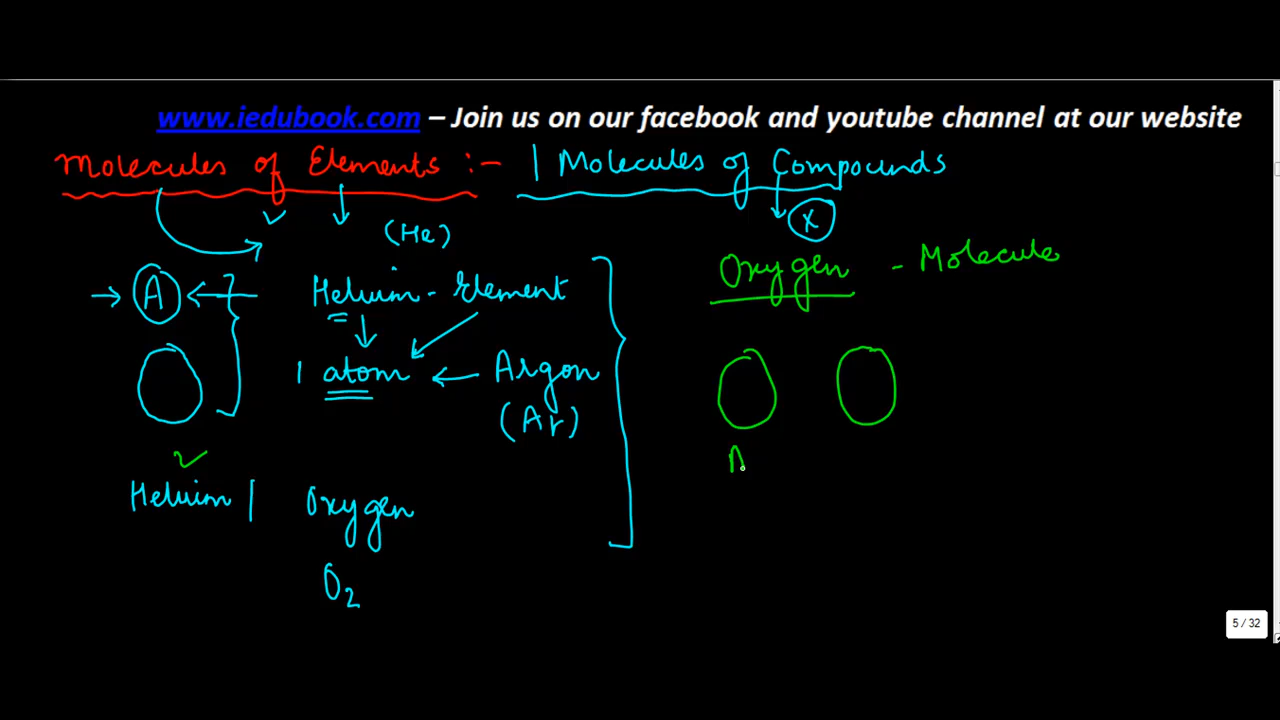 www.iedubook.com – Join us on our facebook and youtube channel at our website
Molecules of Elements :- | Molecules of Compounds
(He)
X
Oxygen - Molecule
A
Helium - Element
1 atom
Argon
(Ar)
A
Helium | Oxygen
O2
5 / 32